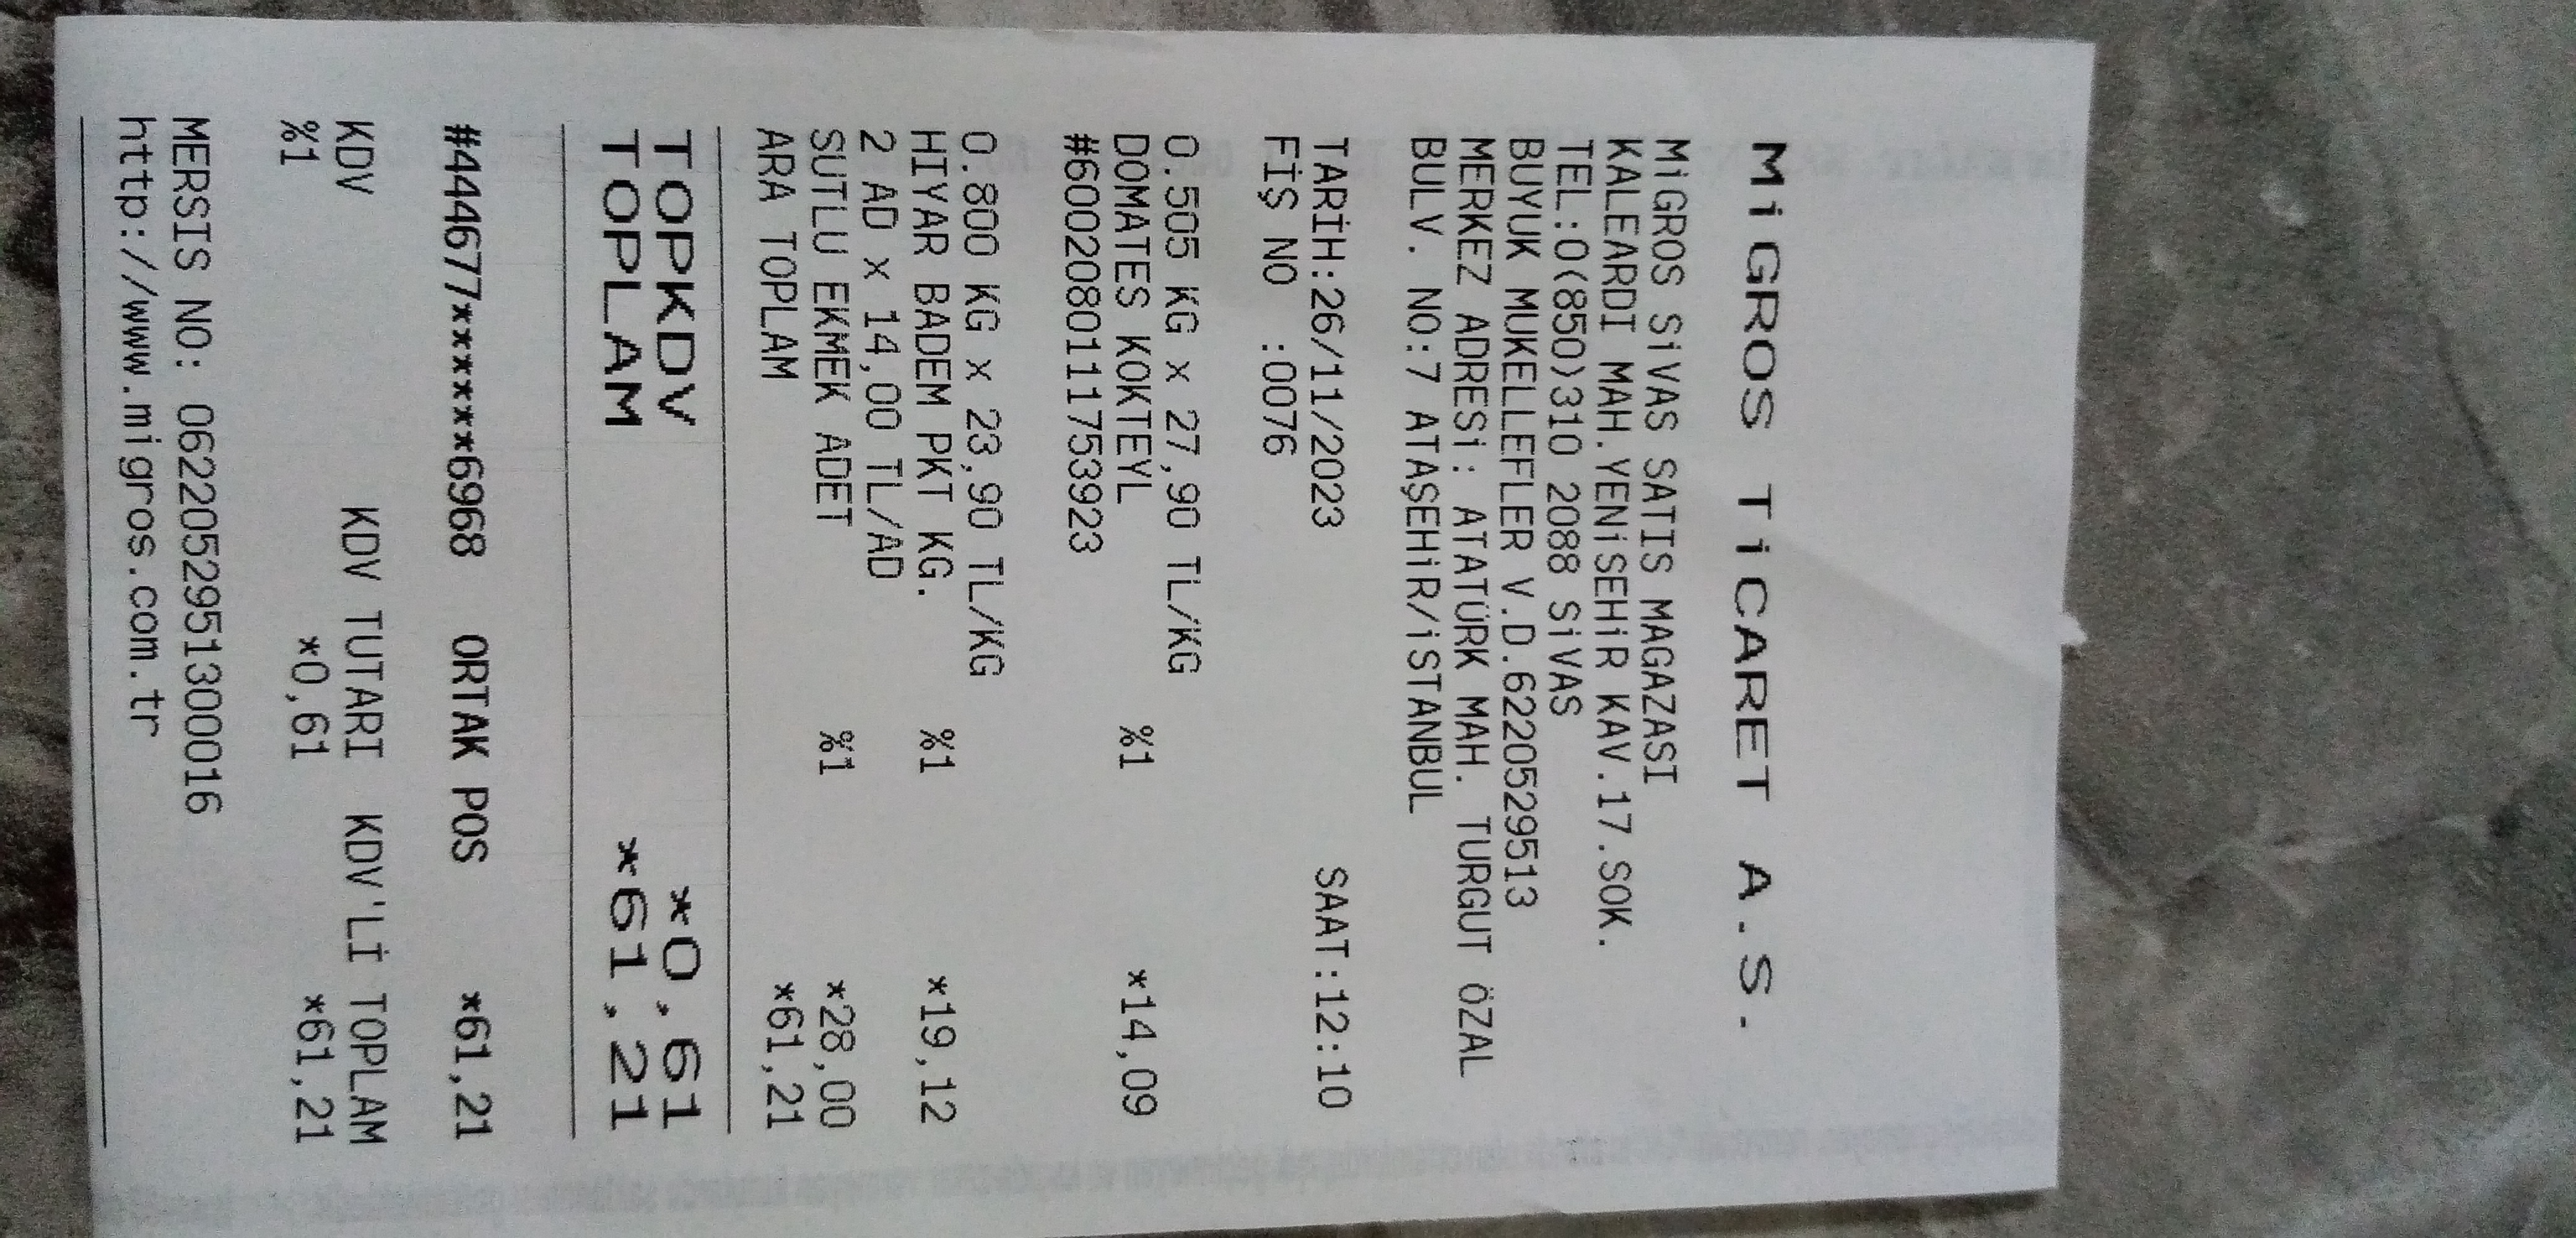 MiGROS TiCARET A.S.
MiGROS SiVAS SATIS MAGAZASI
KALEARDI MAH.YENiSEHiR KAV.17.SOK.
TEL:0(850)310 2088 SiVAS
BUYUK MUKELLEFLER V.D.6220529513
MERKEZ ADRESi: ATATÜRK MAH. TURGUT ÖZAL
BULV. NO:7 ATAŞEHiR/iSTANBUL
TARİH:26/11/2023 SAAT:12:10
FİŞ NO :0076
0.505 KG x 27,90 TL/KG
DOMATES KOKTEYL %1 *14,09
#6002080111753923
0.800 KG x 23,90 TL/KG
HIYAR BADEM PKT KG. %1 *19,12
2 AD x 14,00 TL/AD
SUTLU EKMEK ADET %1 *28,00
ARA TOPLAM *61,21
TOPKDV *0,61
TOPLAM *61,21
#444677******6968 ORTAK POS *61,21
KDV KDV TUTARI KDV'Lİ TOPLAM
%1 *0,61 *61,21
MERSIS NO: 0622052951300016
http://www.migros.com.tr